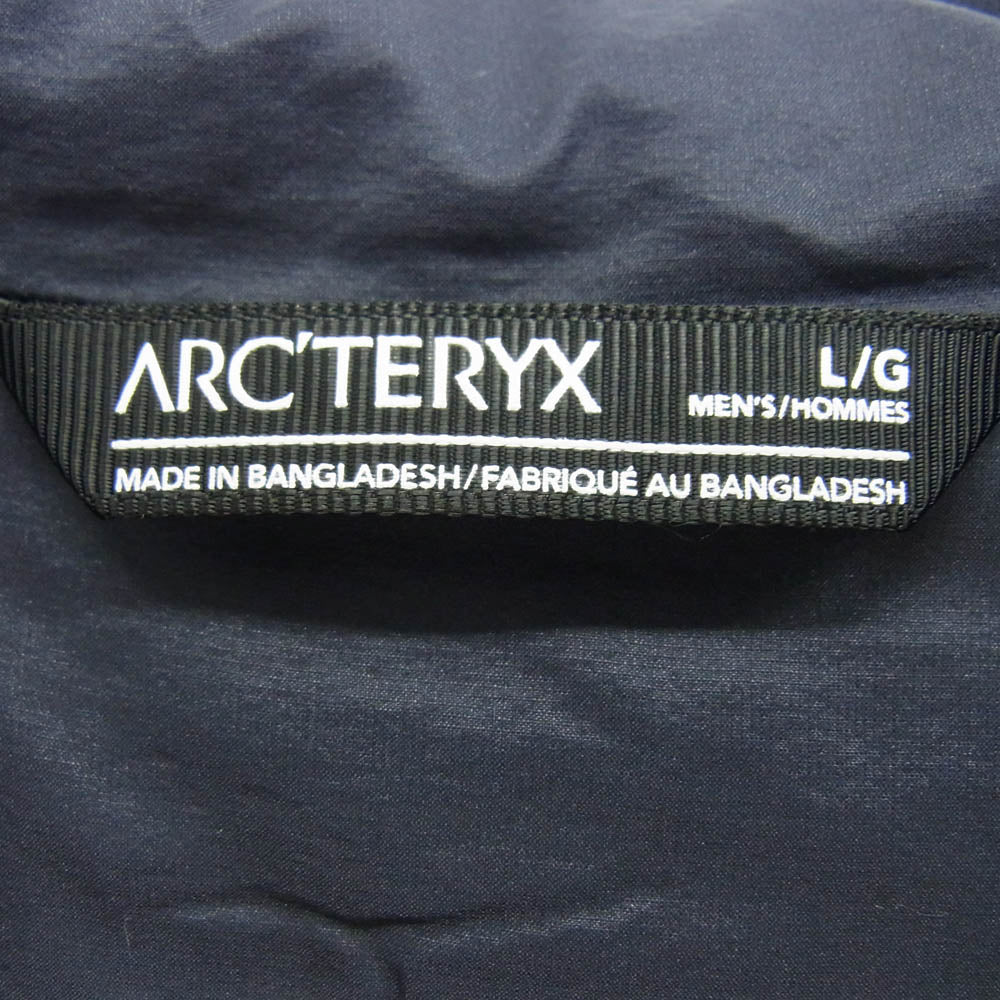 ARC'TERYX
L/G
MEN'S/HOMMES
MADE IN BANGLADESH/FABRIQUÉ AU BANGLADESH